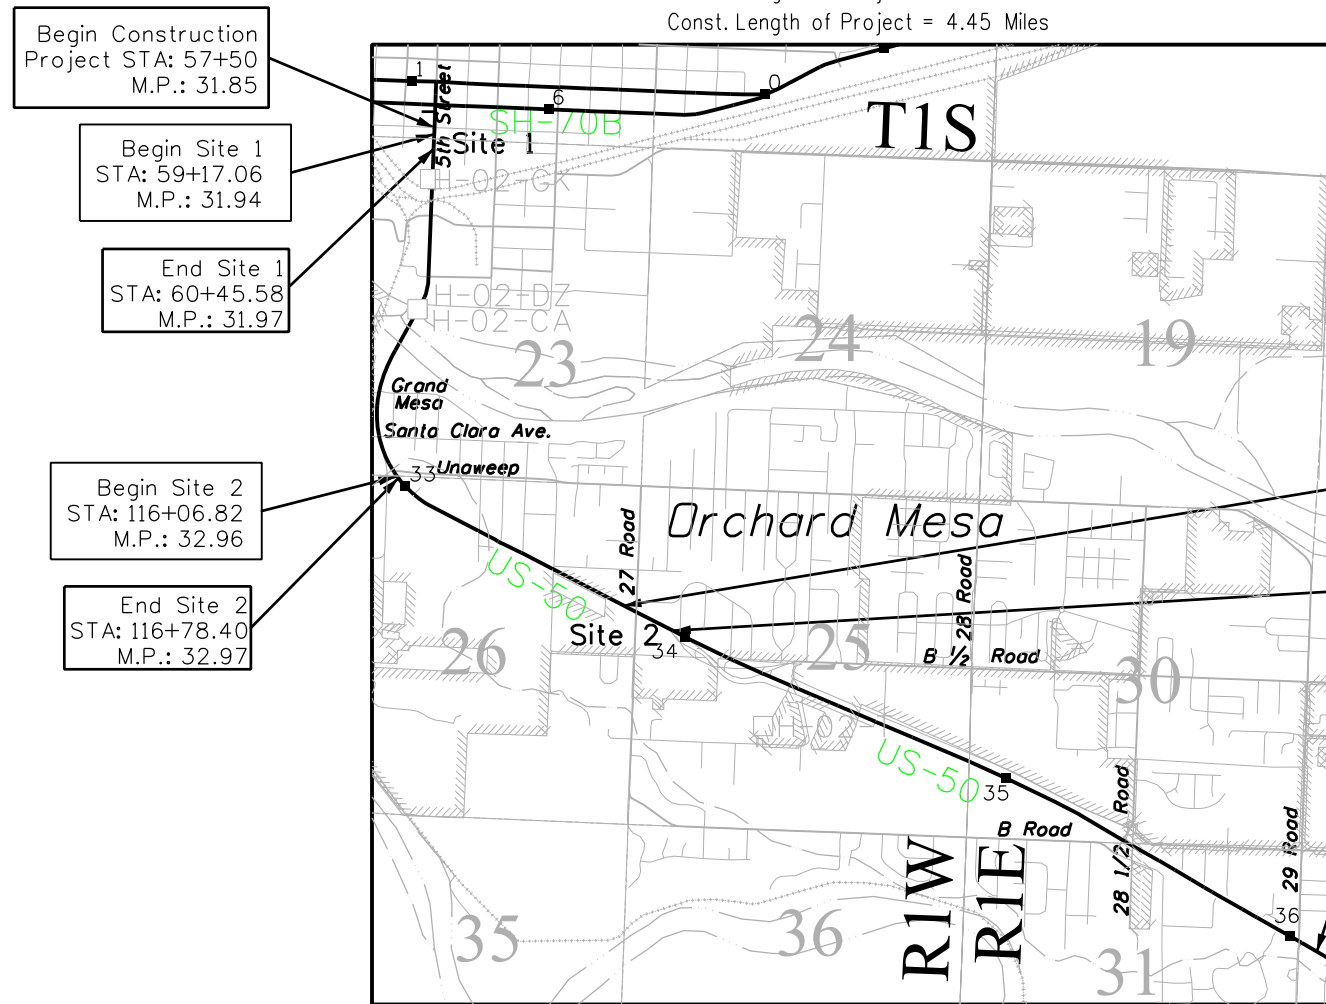 Const. Length of Project = 4.45 Miles
Begin Construction
Project STA: 57+50
M.P.: 31.85
Begin Site 1
STA: 59+17.06
M.P.: 31.94
End Site 1
STA: 60+45.58
M.P.: 31.97
Begin Site 2
STA: 116+06.82
M.P.: 32.96
End Site 2
STA: 116+78.40
M.P.: 32.97
1
6
0
5th Street
SH-70B
Site 1
T1S
H-02-GK
H-02-DZ
H-02-CA
23
24
19
Grand
Mesa
Santa Clara Ave.
33
Unaweep
Orchard Mesa
27 Road
28 Road
US-50
Site 2
34
26
25
B 1/2 Road
30
H-02-
US-50
35
B Road
28 1/2 Road
29 Road
R1W
R1E
36
35
36
31